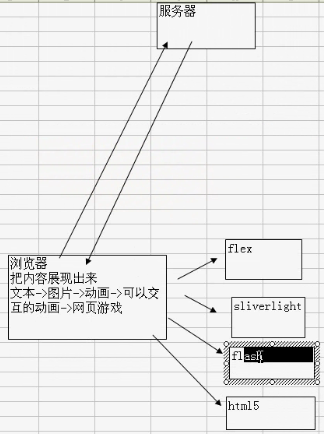 服务器
浏览器
把内容展现出来
文本->图片->动画->可以交
互的动画->网页游戏
flex
sliverlight
flash
html5